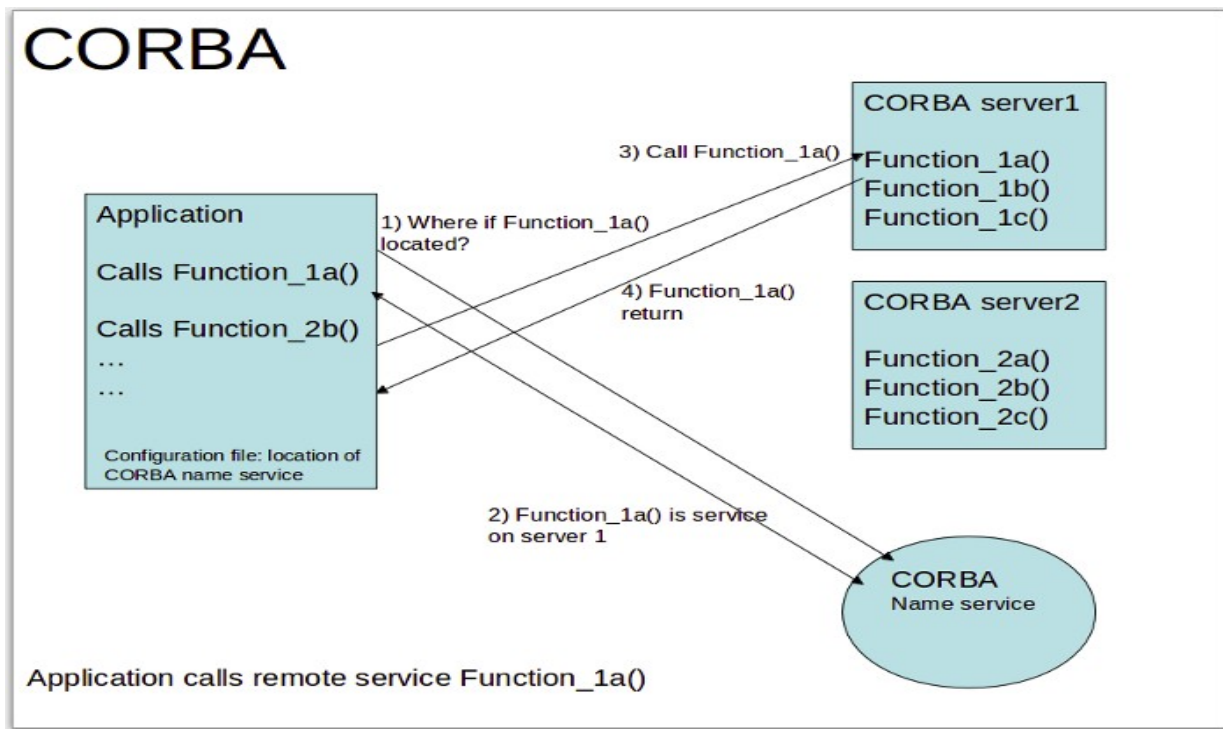 CORBA
Application
Calls Function_1a()
Calls Function_2b()
...
...
Configuration file: location of
CORBA name service
1) Where if Function_1a()
located?
2) Function_1a() is service
on server 1
3) Call Function_1a()
4) Function_1a()
return
CORBA server1
Function_1a()
Function_1b()
Function_1c()
CORBA server2
Function_2a()
Function_2b()
Function_2c()
CORBA
Name service
Application calls remote service Function_1a()